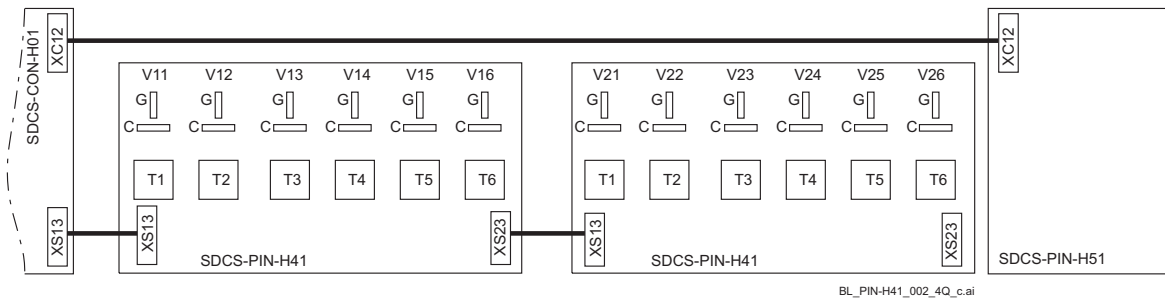 SDCS-CON-H01
XC12
XC12
V11 V12 V13 V14 V15 V16
G G G G G G
C C C C C C
T1 T2 T3 T4 T5 T6
V21 V22 V23 V24 V25 V26
G G G G G G
C C C C C C
T1 T2 T3 T4 T5 T6
XS13
XS13
XS23
XS13
XS23
SDCS-PIN-H41
SDCS-PIN-H41
SDCS-PIN-H51
BL_PIN-H41_002_4Q_c.ai